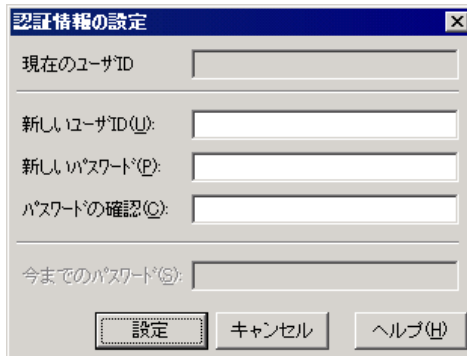 認証情報の設定
現在のユーザID
新しいユーザID(U):
新しいパスワード(P):
パスワードの確認(C):
今までのパスワード(S):
設定 キャンセル ヘルプ(H)